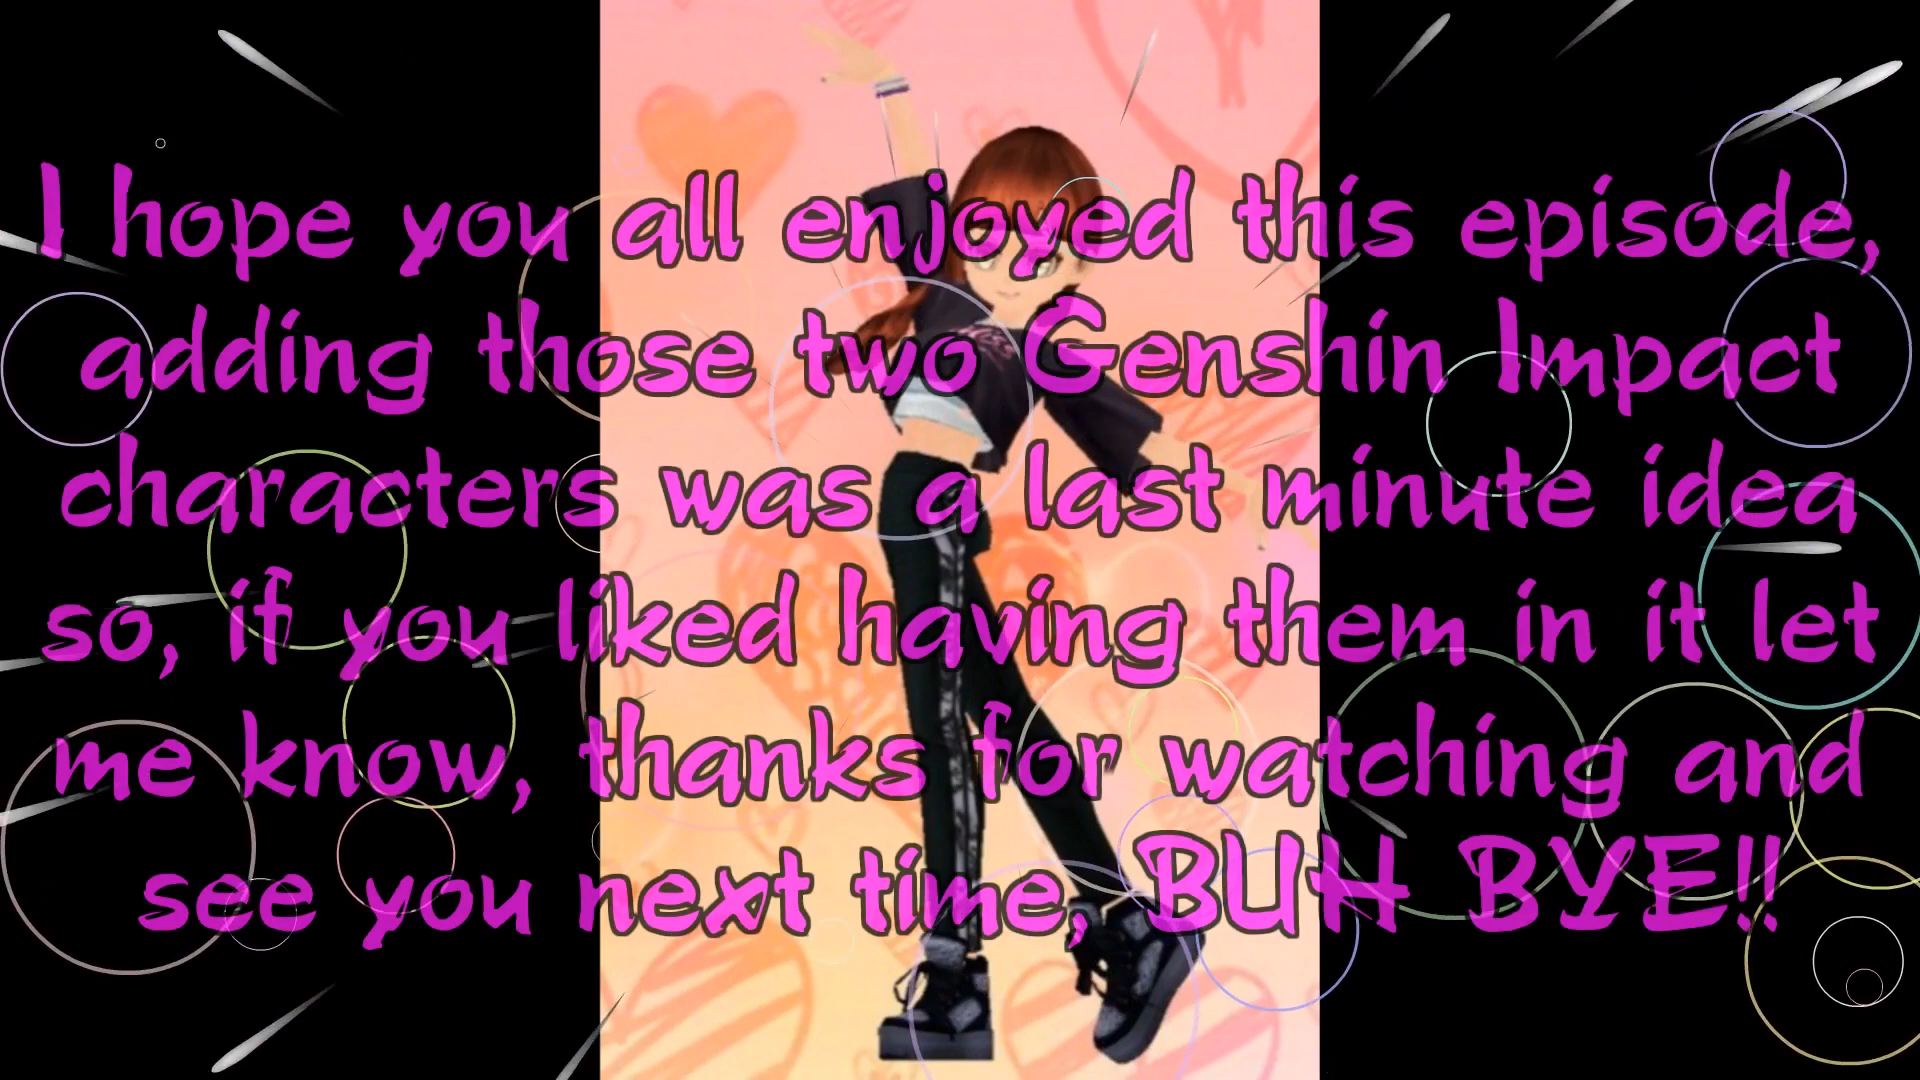 I hope you all enjoyed this episode,
adding those two Genshin Impact
characters was a last minute idea
so, if you liked having them in it let
me know, thanks for watching and
see you next time, BUH BYE!!